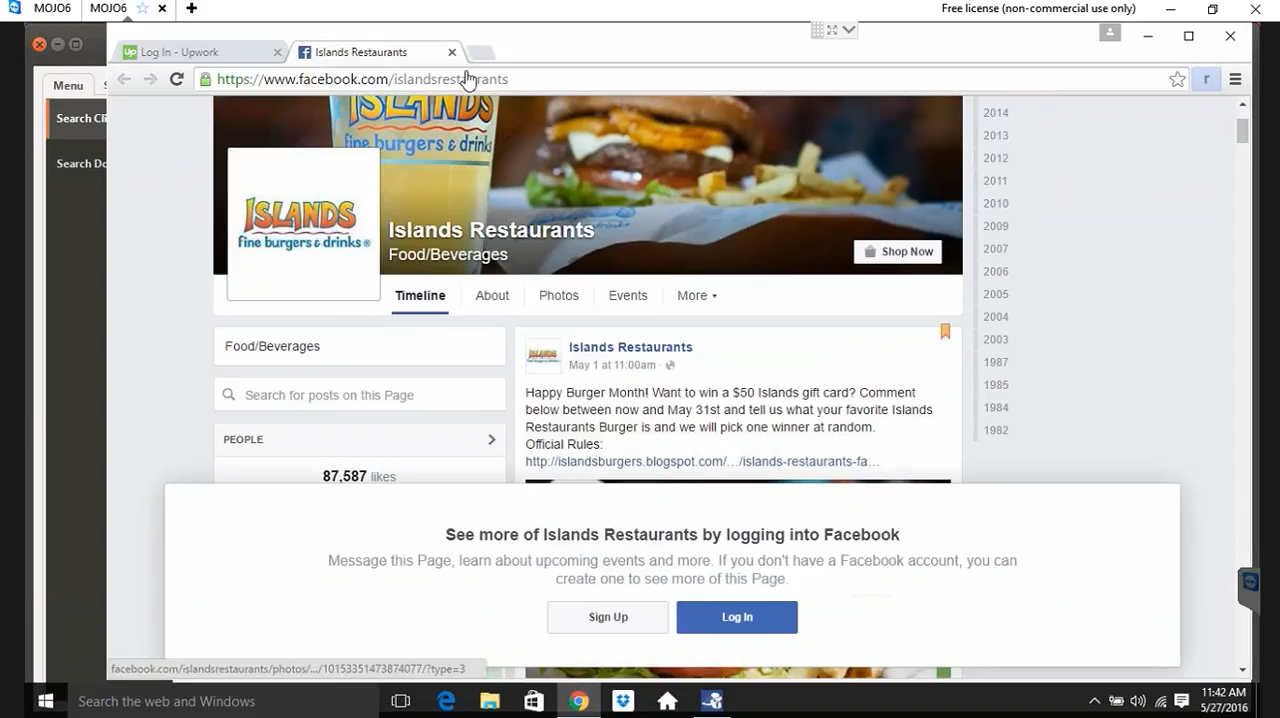 MOJO6
MOJO6
Free license (non-commercial use only)
Log In - Upwork
Islands Restaurants
https://www.facebook.com/islandsrestaurants
Menu
Search Cli
Search Do
ISLANDS
fine burgers & drinks
ISLANDS
fine burgers & drinks®
Islands Restaurants
Food/Beverages
Shop Now
Timeline
About
Photos
Events
More
2014
2013
2012
2011
2010
2009
2007
2006
2005
2004
2003
1987
1985
1984
1982
Food/Beverages
Search for posts on this Page
PEOPLE
87,587 likes
Islands Restaurants
May 1 at 11:00am ·
Happy Burger Month! Want to win a $50 Islands gift card? Comment
below between now and May 31st and tell us what your favorite Islands
Restaurants Burger is and we will pick one winner at random.
Official Rules:
http://islandsburgers.blogspot.com/…/islands-restaurants-fa…
See more of Islands Restaurants by logging into Facebook
Message this Page, learn about upcoming events and more. If you don't have a Facebook account, you can
create one to see more of this Page.
Sign Up
Log In
facebook.com/islandsrestaurants/photos/.../10153351473874077/?type=3
Search the web and Windows
11:42 AM
5/27/2016